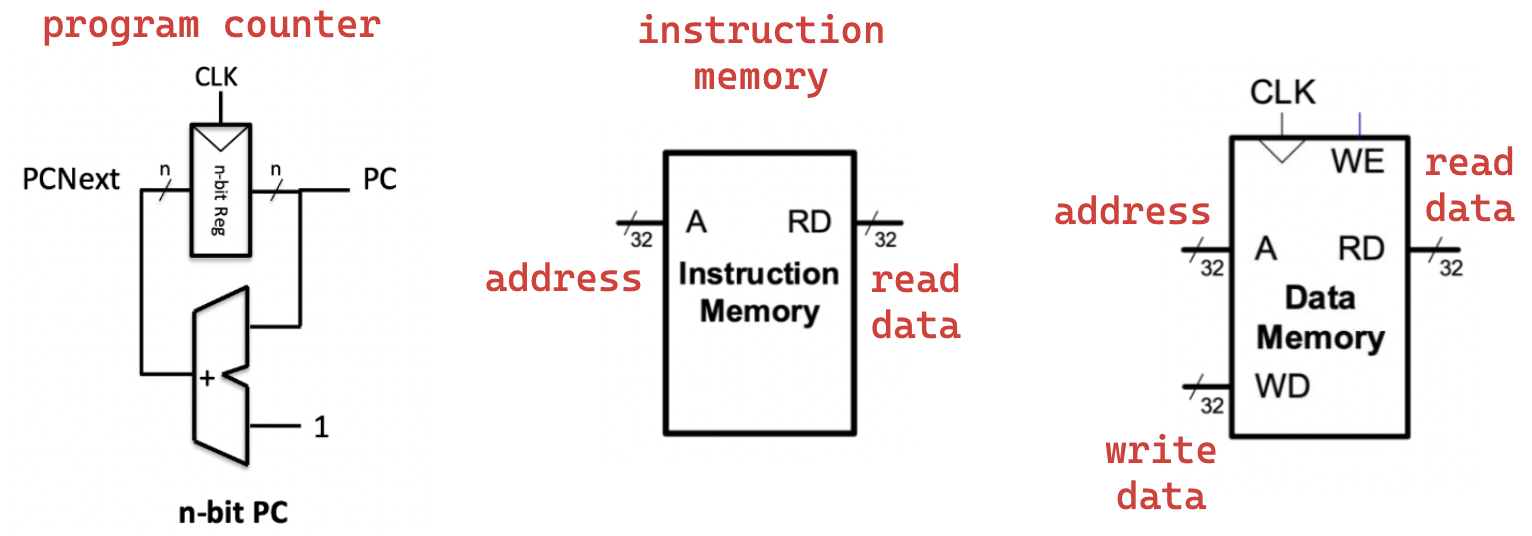 program counter
CLK
PCNext
n
n-bit Reg
n
PC
+
1
n-bit PC
instruction
memory
A
RD
32
32
address
Instruction
Memory
read
data
CLK
WE
read
data
address
A
RD
32
32
Data
Memory
WD
32
write
data